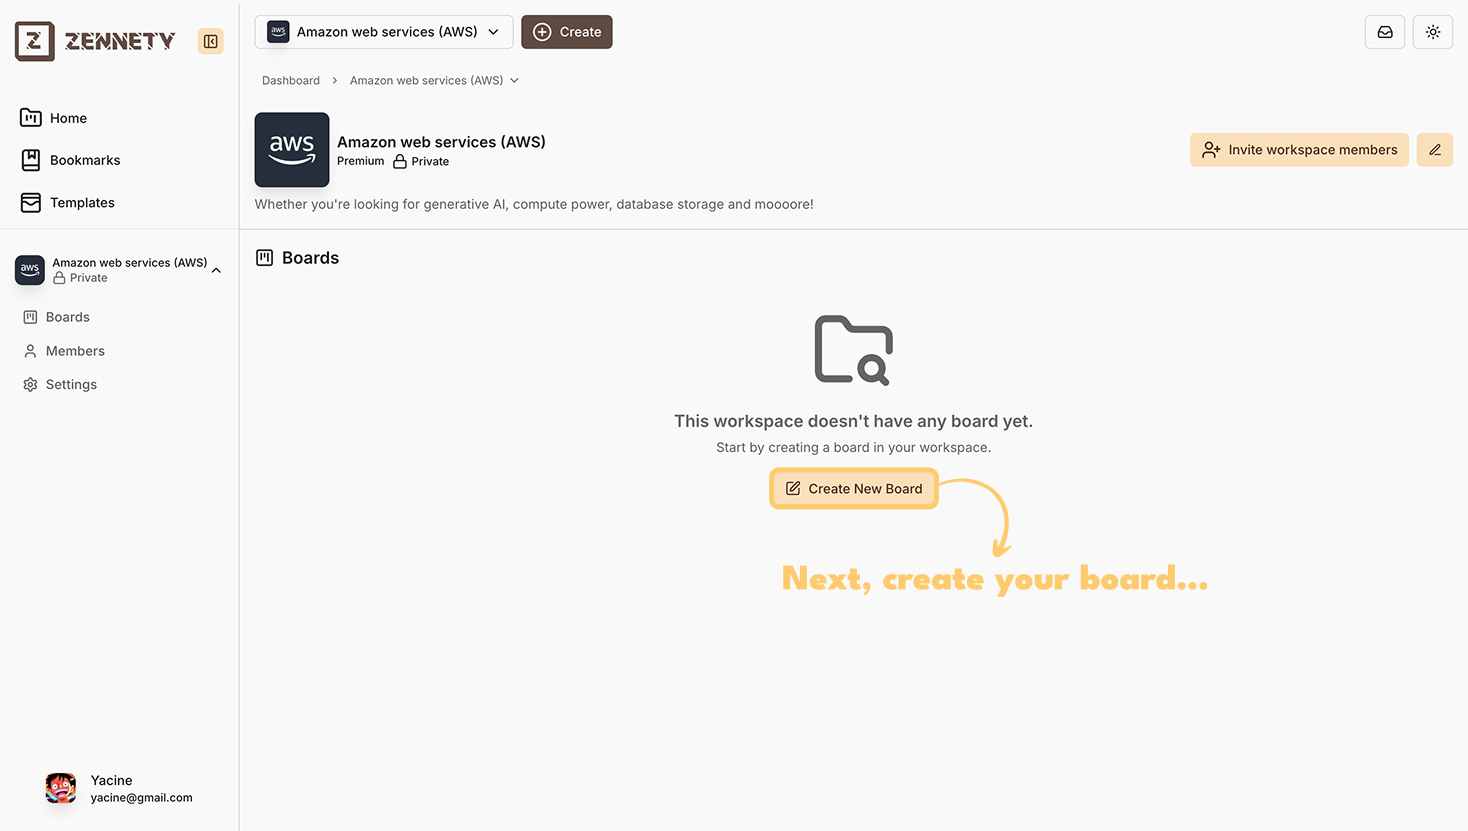 Z ZENNETY
aws Amazon web services (AWS)
Create
Dashboard > Amazon web services (AWS)
Home
Bookmarks
Templates
aws
Amazon web services (AWS)
Premium Private
Invite workspace members
Whether you're looking for generative AI, compute power, database storage and moooore!
aws
Amazon web services (AWS)
Private
Boards
Members
Settings
Boards
This workspace doesn't have any board yet.
Start by creating a board in your workspace.
Create New Board
Next, create your board...
Yacine
yacine@gmail.com